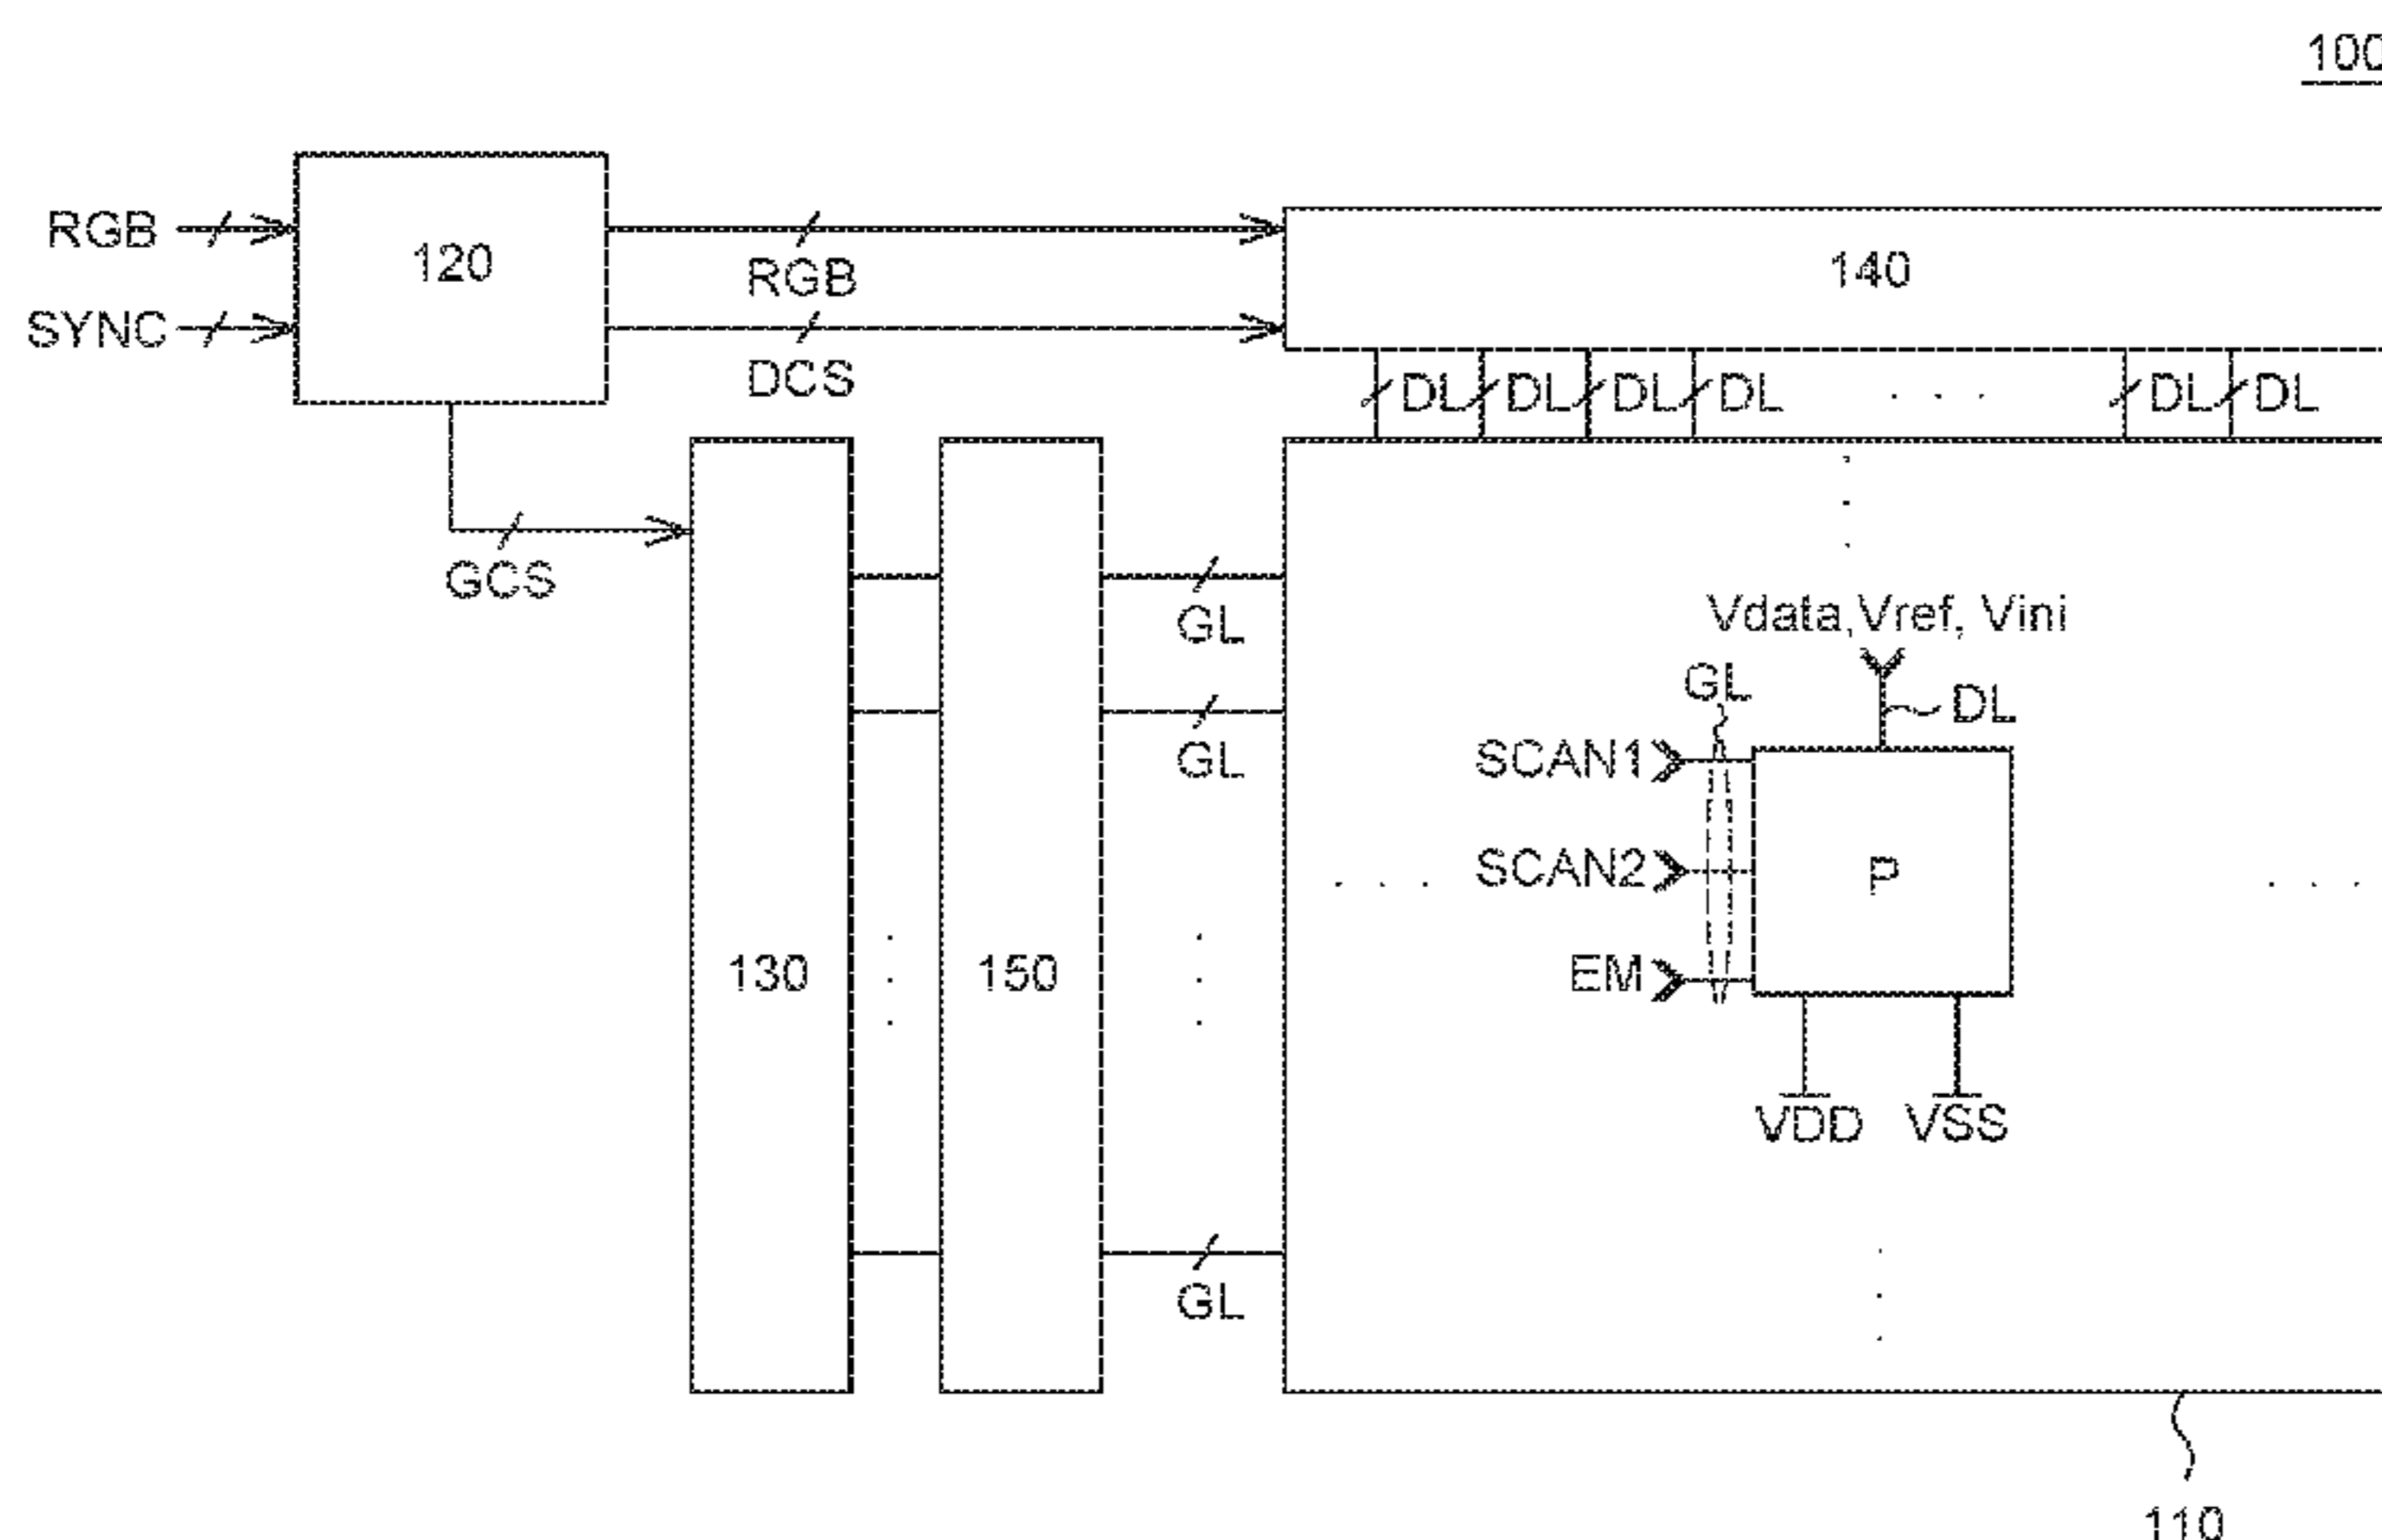 100
RGB
120
RGB
140
SYNC
DCS
DL DL DL DL . . . DL DL
GCS
GL
Vdata,Vref, Vini
GL
DL
GL
SCAN1
SCAN2
P
. . .
. . .
130
150
EM
VDD
VSS
GL
110